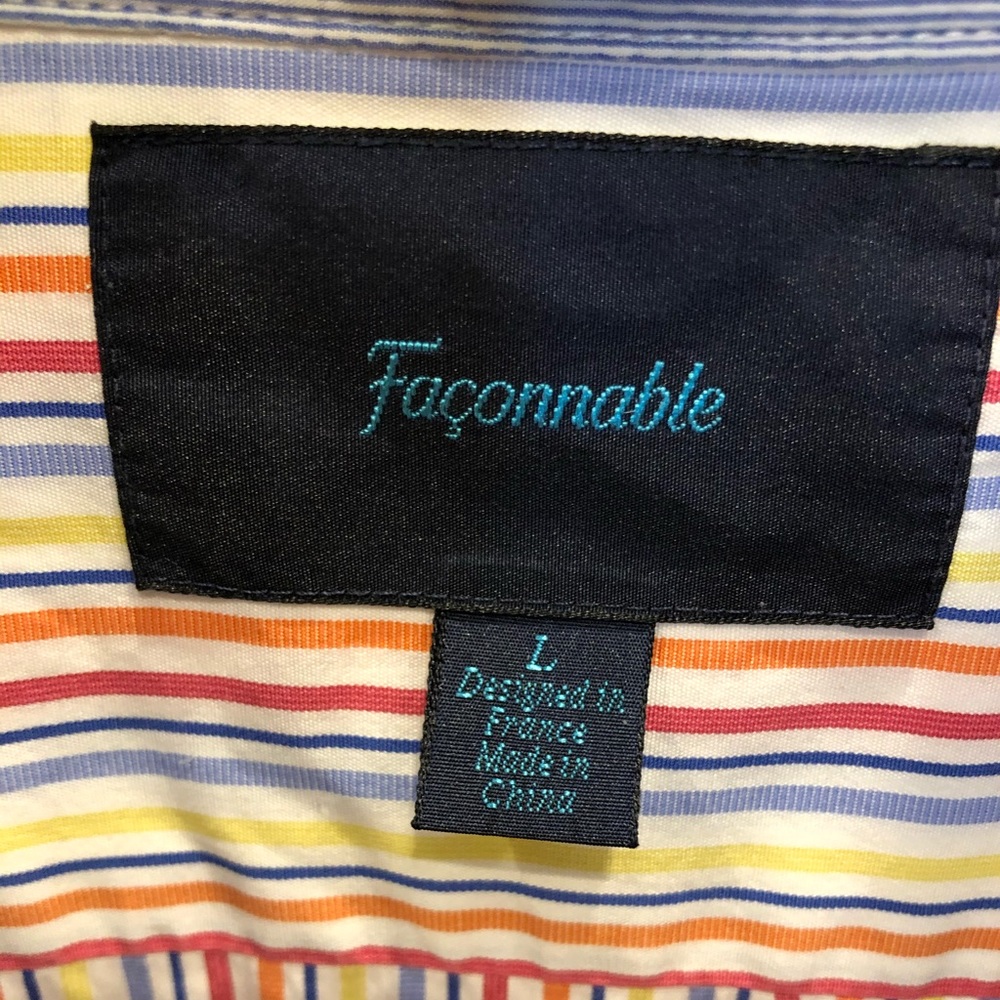 Façonnable
L
Designed in
France
Made in
China